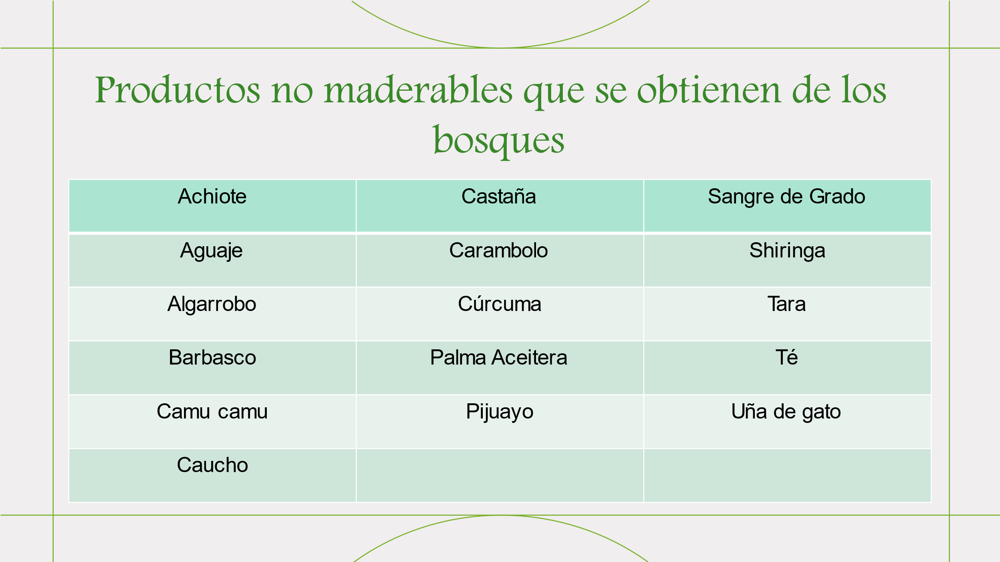 Productos no maderables que se obtienen de los
bosques
Achiote Castaña Sangre de Grado
Aguaje Carambolo Shiringa
Algarrobo Cúrcuma Tara
Barbasco Palma Aceitera Té
Camu camu Pijuayo Uña de gato
Caucho